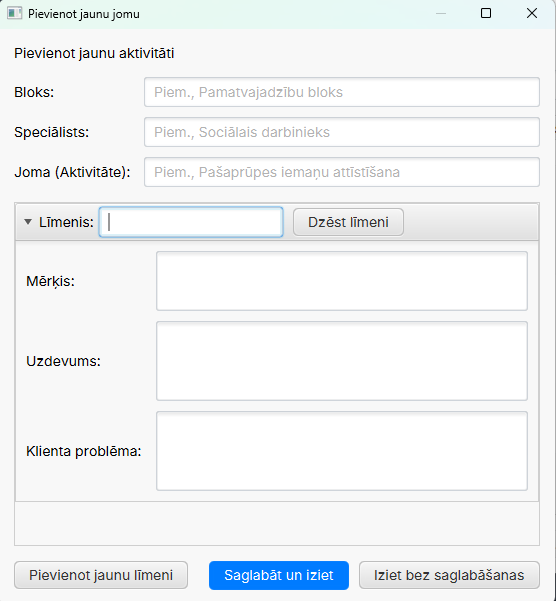 Pievienot jaunu jomu
Pievienot jaunu aktivitāti
Bloks: Piem., Pamatvajadzību bloks
Speciālists: Piem., Sociālais darbinieks
Joma (Aktivitāte): Piem., Pašaprūpes iemaņu attīstīšana
Līmenis: Dzēst līmeni
Mērķis:
Uzdevums:
Klienta problēma:
Pievienot jaunu līmeni Saglabāt un iziet Iziet bez saglabāšanas